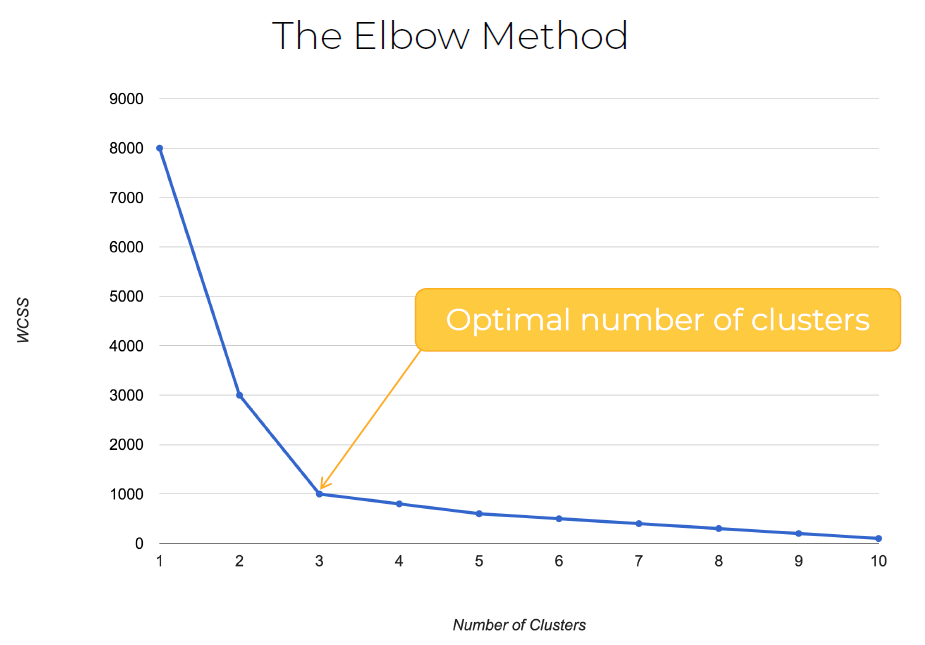 The Elbow Method
9000
8000
7000
6000
5000
4000
3000
2000
1000
0
WCSS
Optimal number of clusters
1 2 3 4 5 6 7 8 9 10
Number of Clusters